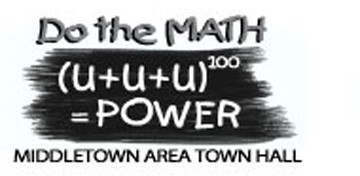 Do the MATH
(u+u+u)¹⁰⁰
=POWER
MIDDLETOWN AREA TOWN HALL